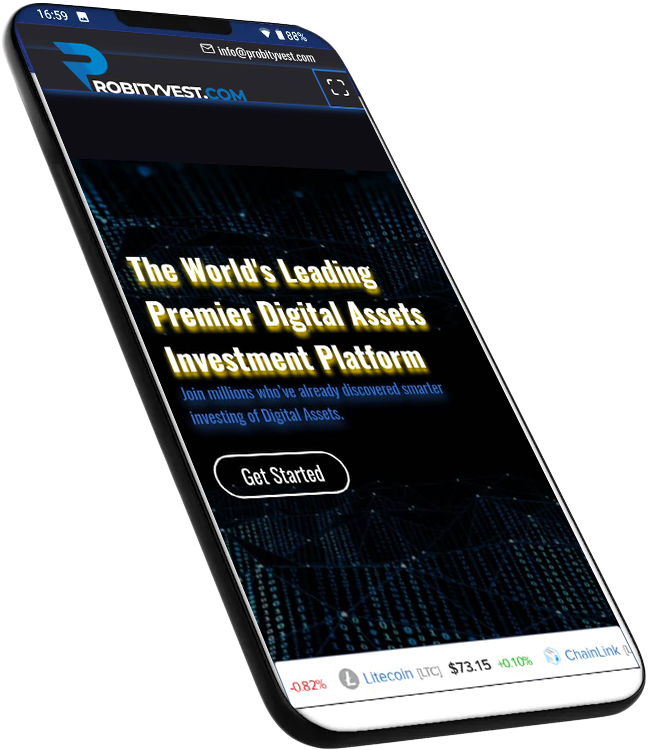 16:59 88%
info@probityvest.com
PROBITYVEST.COM
The World's Leading
Premier Digital Assets
Investment Platform
Join millions who've already discovered smarter
investing of Digital Assets.
Get Started
-0.82% Litecoin [LTC] $73.15 +0.10% ChainLink